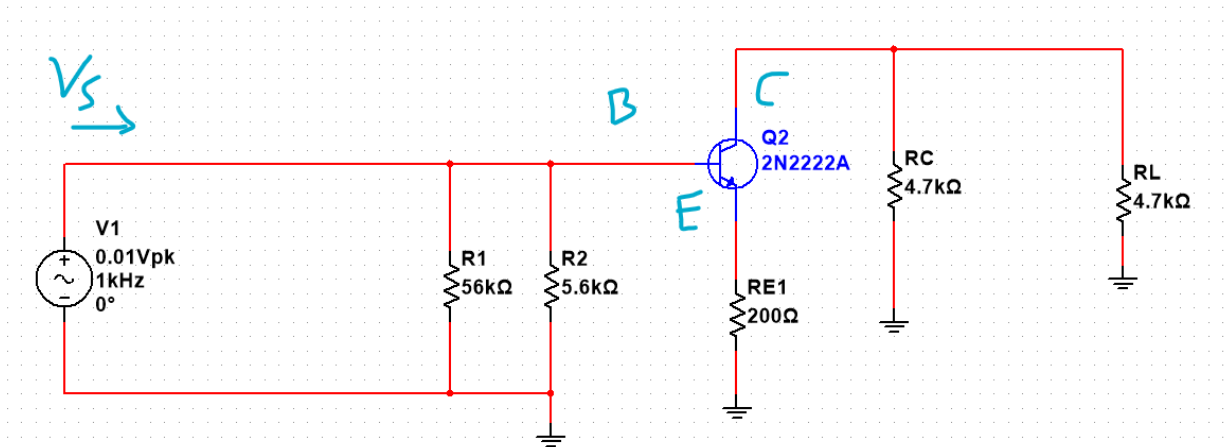 Vs
B
C
E
Q2
2N2222A
V1
0.01Vpk
1kHz
0°
R1
56kΩ
R2
5.6kΩ
RE1
200Ω
RC
4.7kΩ
RL
4.7kΩ